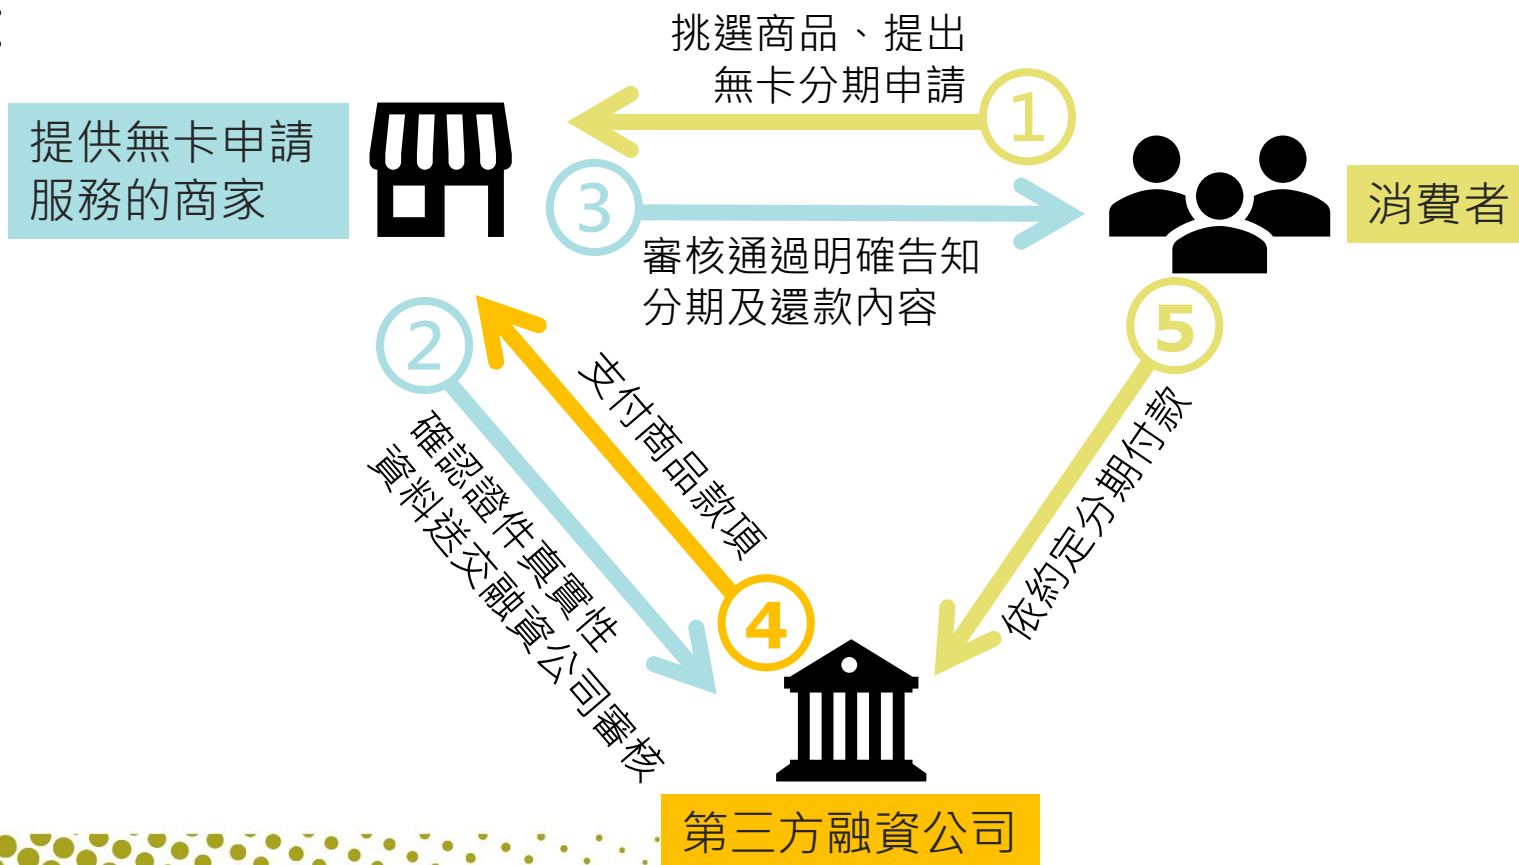 挑選商品、提出
無卡分期申請
①
提供無卡申請
服務的商家
③
消費者
審核通過明確告知
分期及還款內容
②
⑤
支付商品款項
確認證件真實性
資料送交融資公司審核
依約定分期付款
④
第三方融資公司